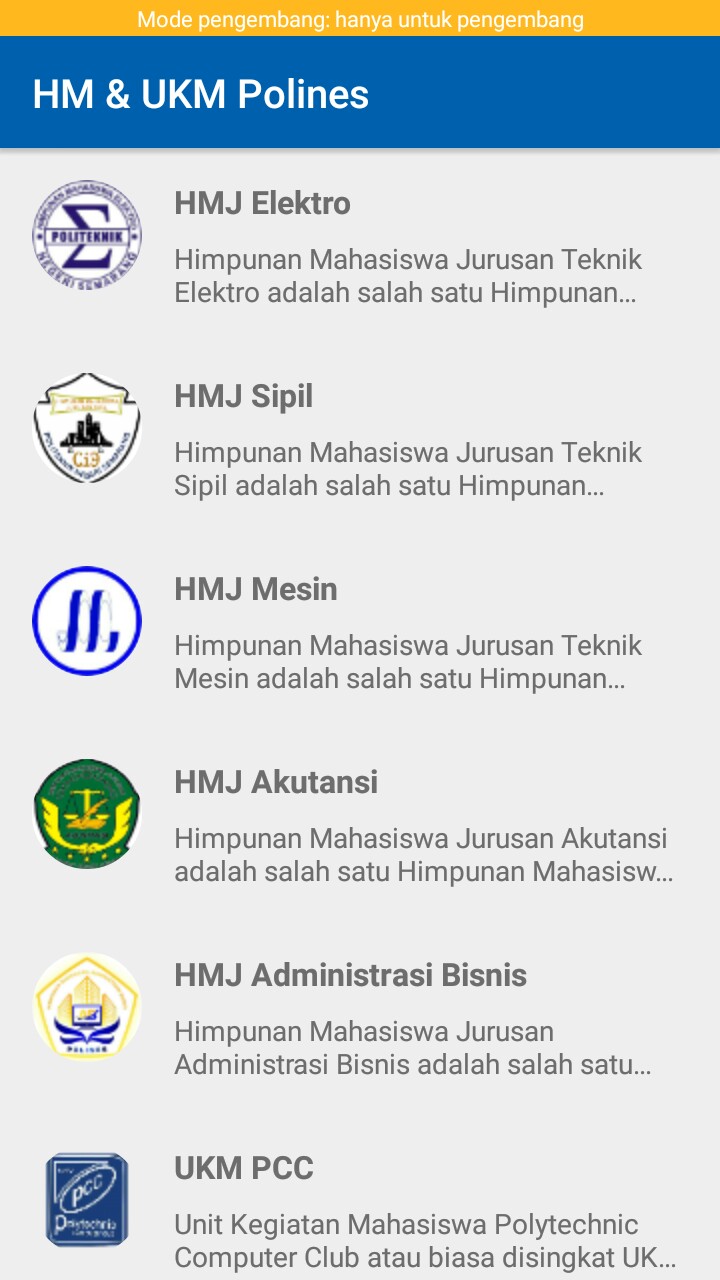 Mode pengembang: hanya untuk pengembang
HM & UKM Polines
HMJ Elektro
POLITEKNIK
NEGERI SEMARANG
Himpunan Mahasiswa Jurusan Teknik
Elektro adalah salah satu Himpunan...
HMJ Sipil
Himpunan Mahasiswa Jurusan Teknik
Sipil adalah salah satu Himpunan...
HMJ Mesin
Himpunan Mahasiswa Jurusan Teknik
Mesin adalah salah satu Himpunan...
HMJ Akutansi
Himpunan Mahasiswa Jurusan Akutansi
adalah salah satu Himpunan Mahasisw...
HMJ Administrasi Bisnis
POLINES
Himpunan Mahasiswa Jurusan
Administrasi Bisnis adalah salah satu...
UKM PCC
pcc
Polytechnic
Unit Kegiatan Mahasiswa Polytechnic
Computer Club atau biasa disingkat UK...